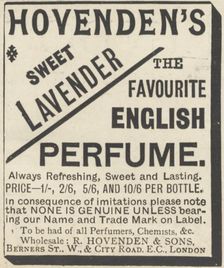 HOVENDEN'S
SWEET
LAVENDER
THE
FAVOURITE
ENGLISH
PERFUME.
Always Refreshing, Sweet and Lasting.
PRICE—1/-, 2/6, 5/6, AND 10/6 PER BOTTLE.
In consequence of imitations please note
that NONE IS GENUINE UNLESS bear-
ing our Name and Trade Mark on Label.
To be had of all Perfumers, Chemists, &c.
Wholesale: R. HOVENDEN & SONS,
BERNERS ST., W., & CITY ROAD. E.C., LONDON